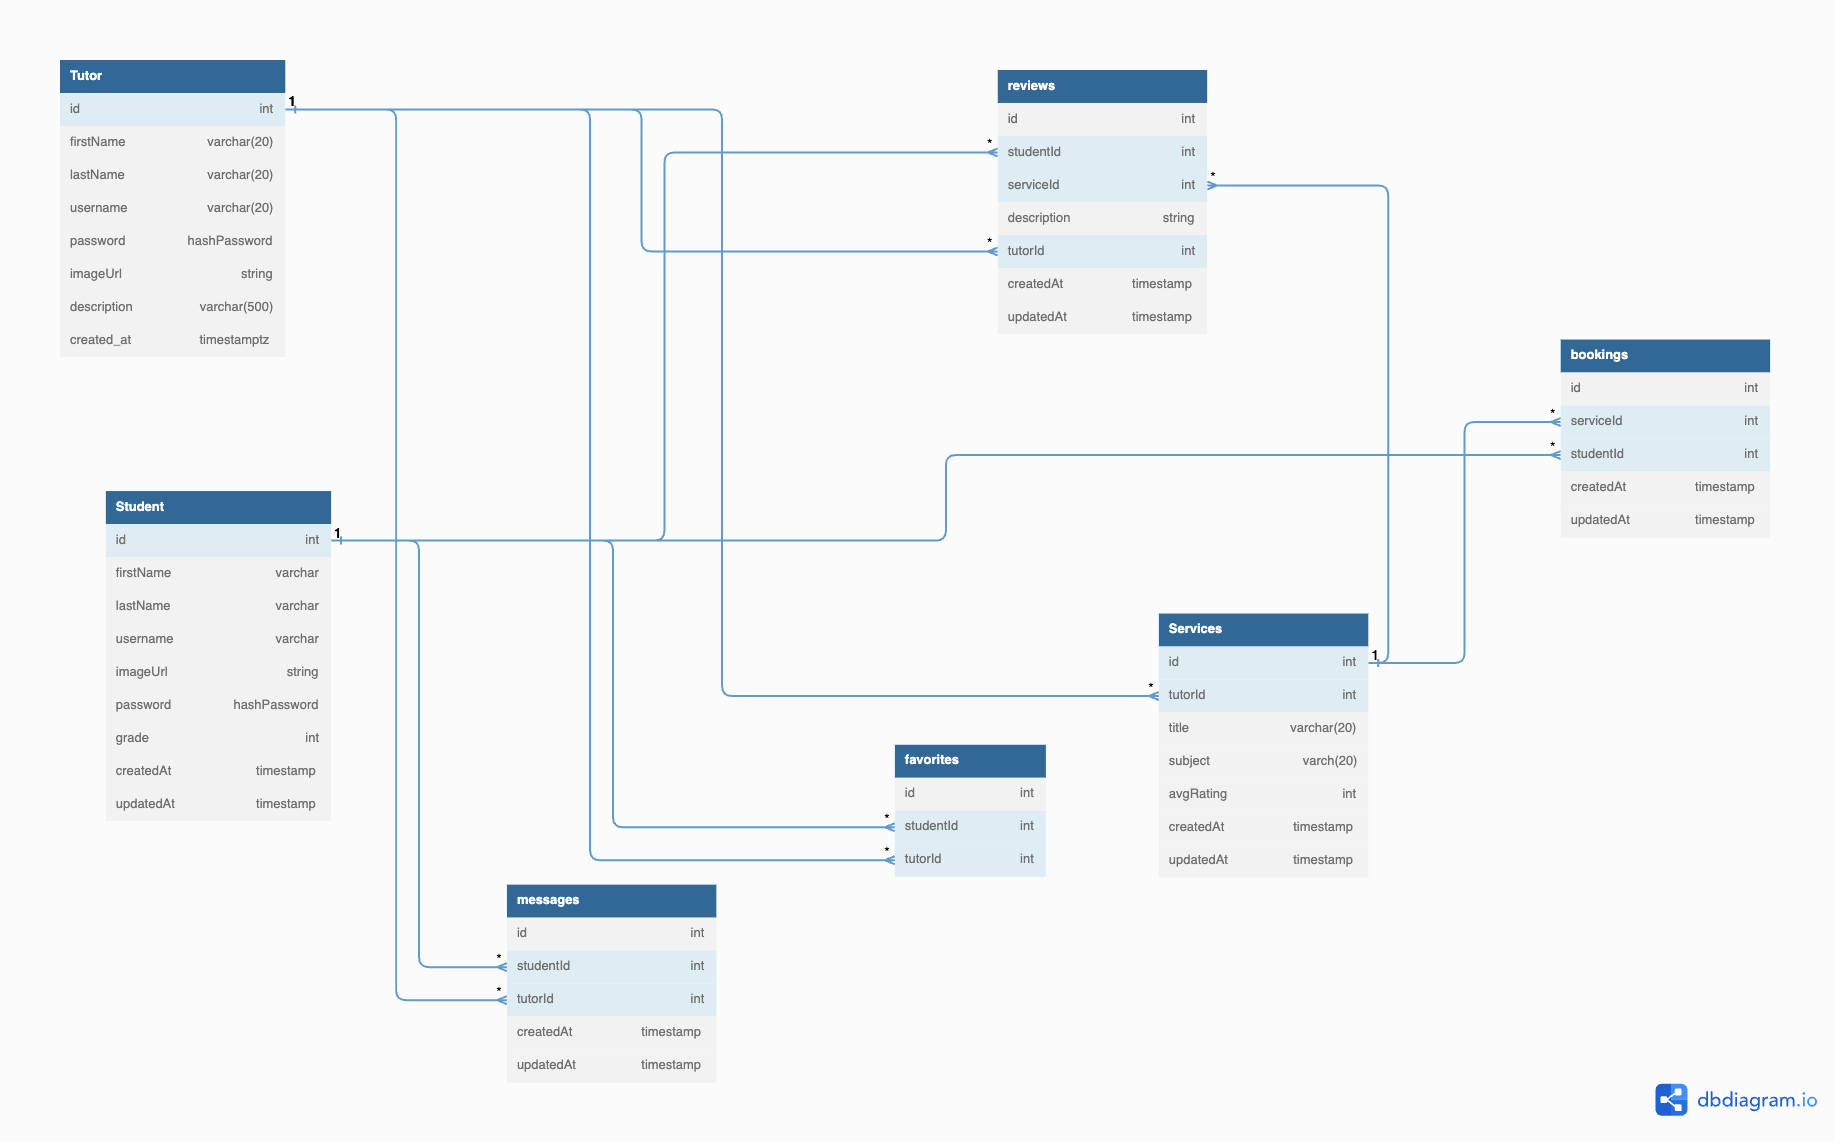 Tutor
id int
firstName varchar(20)
lastName varchar(20)
username varchar(20)
password hashPassword
imageUrl string
description varchar(500)
created_at timestamptz
1
reviews
id int
* studentId int
serviceId int *
description string
* tutorId int
createdAt timestamp
updatedAt timestamp
bookings
id int
* serviceId int
* studentId int
createdAt timestamp
updatedAt timestamp
Student
id int
firstName varchar
lastName varchar
username varchar
imageUrl string
password hashPassword
grade int
createdAt timestamp
updatedAt timestamp
1
Services
id int 1
* tutorId int
title varchar(20)
subject varch(20)
avgRating int
createdAt timestamp
updatedAt timestamp
favorites
id int
* studentId int
* tutorId int
messages
id int
* studentId int
* tutorId int
createdAt timestamp
updatedAt timestamp
dbdiagram.io